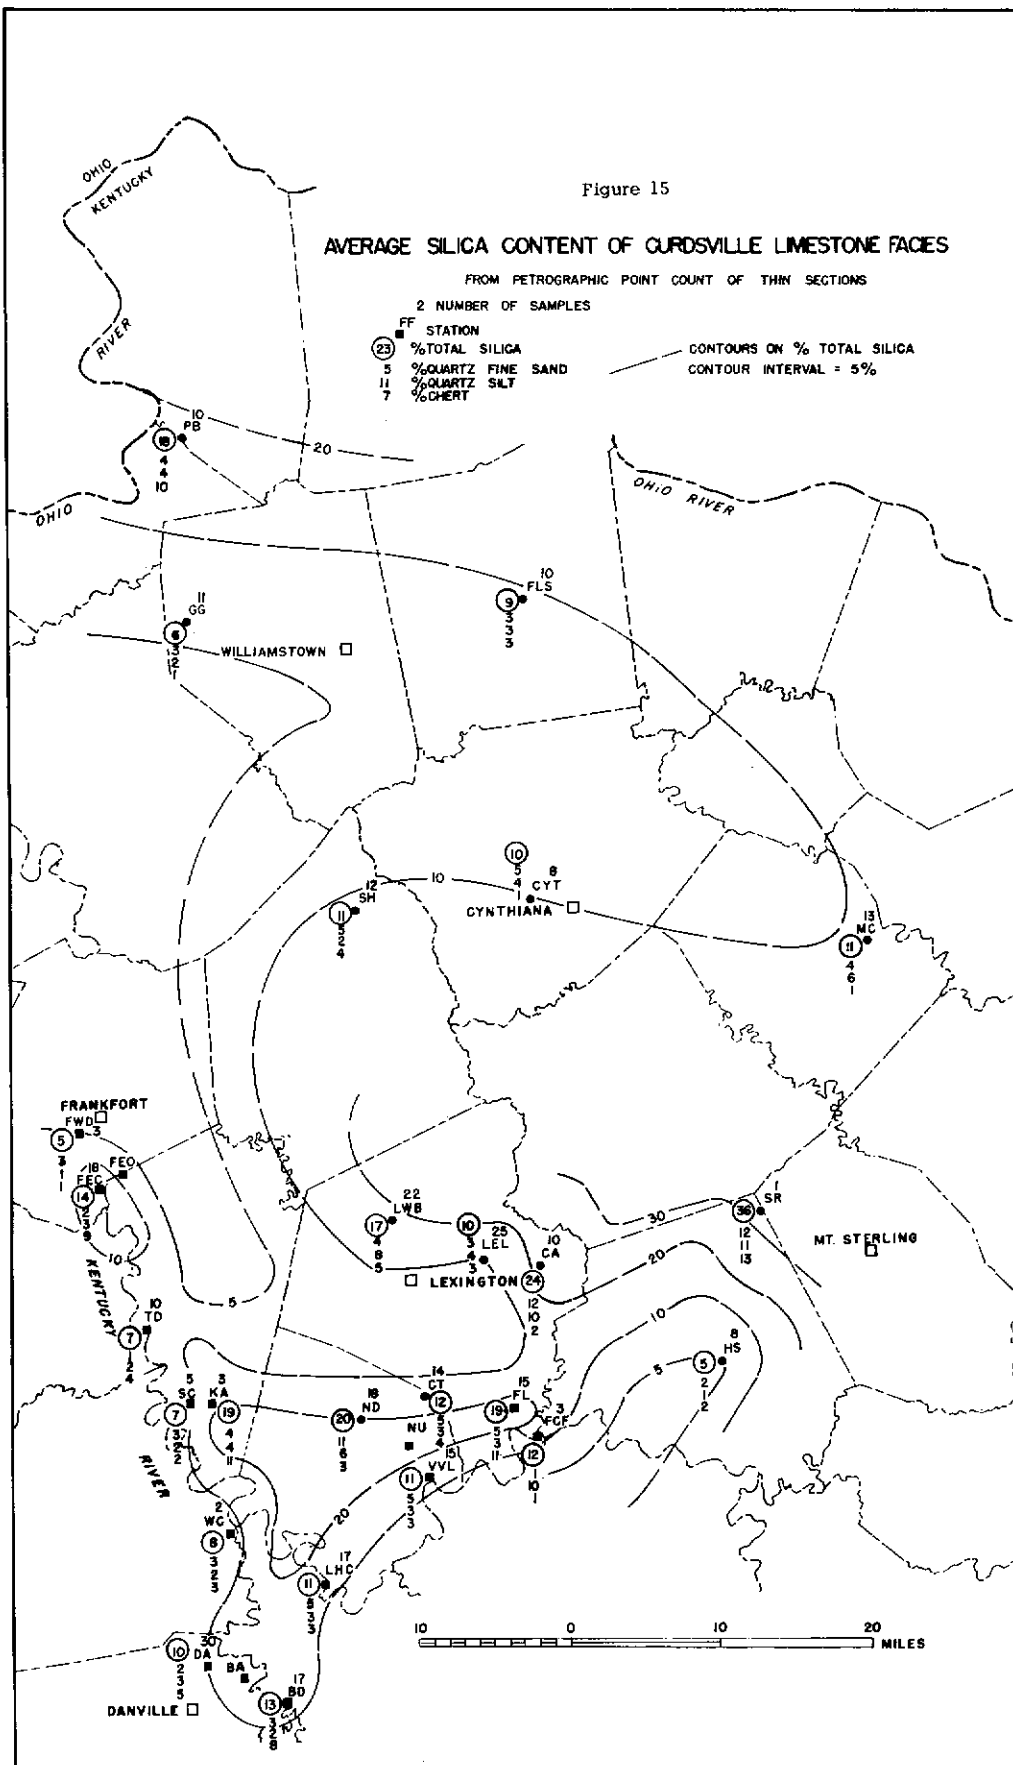 Figure 15
AVERAGE SILICA CONTENT OF CURDSVILLE LIMESTONE FACIES
FROM PETROGRAPHIC POINT COUNT OF THIN SECTIONS
2 NUMBER OF SAMPLES
FF STATION
23 % TOTAL SILICA
5 % QUARTZ FINE SAND
11 % QUARTZ SILT
7 % CHERT
CONTOURS ON % TOTAL SILICA
CONTOUR INTERVAL = 5%
OHIO
KENTUCKY
RIVER
OHIO
OHIO RIVER
10
PB
18
4
4
10
20
11
GG
6
3
2
1
WILLIAMSTOWN
10
FLS
9
3
3
3
12
SH
11
5
2
4
10
10
5
4
1
8
CYT
CYNTHIANA
13
MC
11
4
6
1
FRANKFORT
FWD 3
5
3
1
1
18
FEC
FEO
14
2
3
9
10
KENTUCKY
RIVER
5
10
TD
7
1
2
4
22
LWB
17
4
8
5
10
3
4
3
25
LEL
LEXINGTON
10
CA
24
12
10
2
30
1
SR
36
12
11
13
MT. STERLING
20
10
5
8
HS
5
2
1
2
5
SC
7
3
2
2
3
KA
19
4
4
11
18
ND
20
11
6
3
14
CT
12
5
3
4
NU
15
FL
19
5
3
11
3
FCF
12
1
10
1
15
VVL
11
5
3
3
20
2
WC
8
3
2
3
17
LHC
11
5
3
3
30
DA
10
2
3
5
BA
17
BD
13
3
2
8
DANVILLE
10 0 10 20
MILES